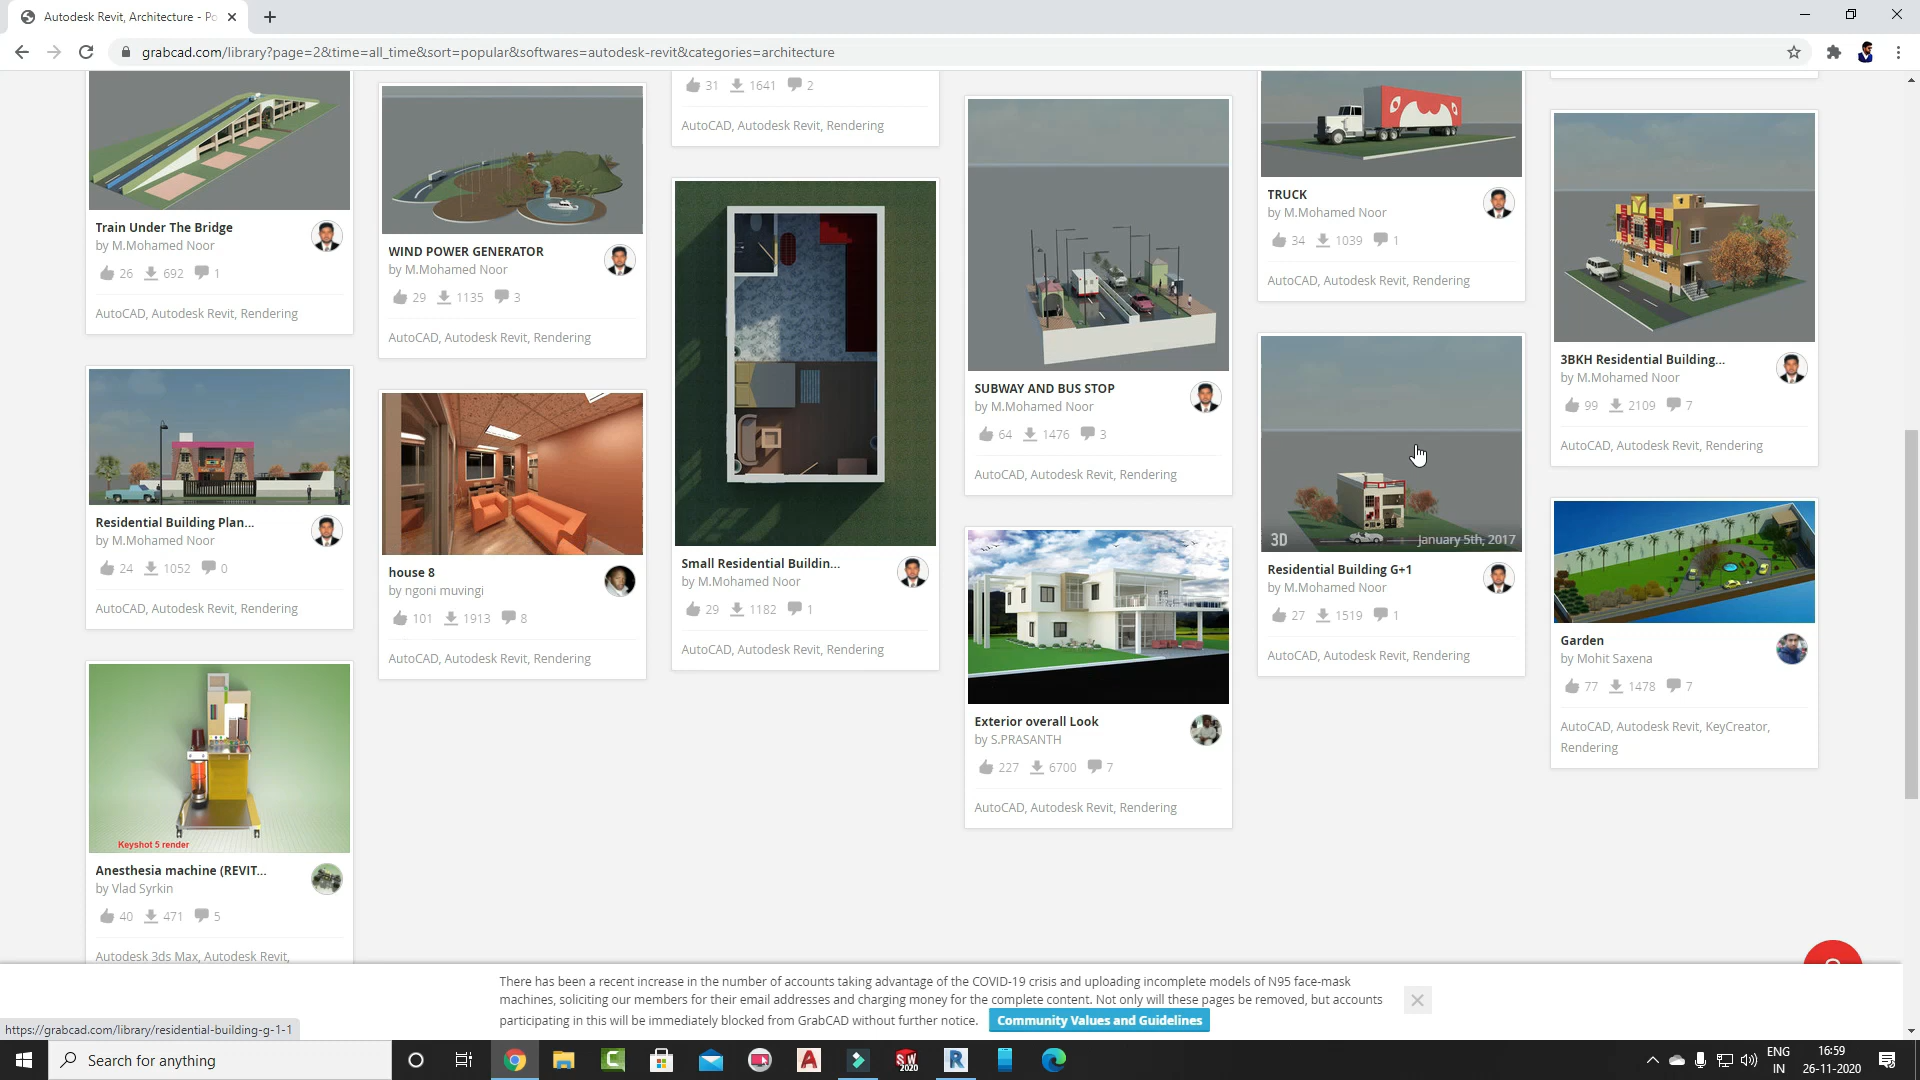 Autodesk Revit, Architecture - Po
grabcad.com/library?page=2&time=all_time&sort=popular&softwares=autodesk-revit&categories=architecture
Train Under The Bridge
by M.Mohamed Noor
26 692 1
AutoCAD, Autodesk Revit, Rendering
Residential Building Plan...
by M.Mohamed Noor
24 1052 0
AutoCAD, Autodesk Revit, Rendering
Keyshot 5 render
Anesthesia machine (REVIT...
by Vlad Syrkin
40 471 5
Autodesk 3ds Max, Autodesk Revit,
WIND POWER GENERATOR
by M.Mohamed Noor
29 1135 3
AutoCAD, Autodesk Revit, Rendering
house 8
by ngoni muvingi
101 1913 8
AutoCAD, Autodesk Revit, Rendering
31 1641 2
AutoCAD, Autodesk Revit, Rendering
Small Residential Buildin...
by M.Mohamed Noor
29 1182 1
AutoCAD, Autodesk Revit, Rendering
SUBWAY AND BUS STOP
by M.Mohamed Noor
64 1476 3
AutoCAD, Autodesk Revit, Rendering
Exterior overall Look
by S.PRASANTH
227 6700 7
AutoCAD, Autodesk Revit, Rendering
TRUCK
by M.Mohamed Noor
34 1039 1
AutoCAD, Autodesk Revit, Rendering
3D January 5th, 2017
Residential Building G+1
by M.Mohamed Noor
27 1519 1
AutoCAD, Autodesk Revit, Rendering
3BKH Residential Building...
by M.Mohamed Noor
99 2109 7
AutoCAD, Autodesk Revit, Rendering
Garden
by Mohit Saxena
77 1478 7
AutoCAD, Autodesk Revit, KeyCreator,
Rendering
There has been a recent increase in the number of accounts taking advantage of the COVID-19 crisis and uploading incomplete models of N95 face-mask
machines, soliciting our members for their email addresses and charging money for the complete content. Not only will these pages be removed, but accounts
participating in this will be immediately blocked from GrabCAD without further notice. Community Values and Guidelines
https://grabcad.com/library/residential-building-g-1-1
Search for anything
SW
2020
ENG
IN
16:59
26-11-2020